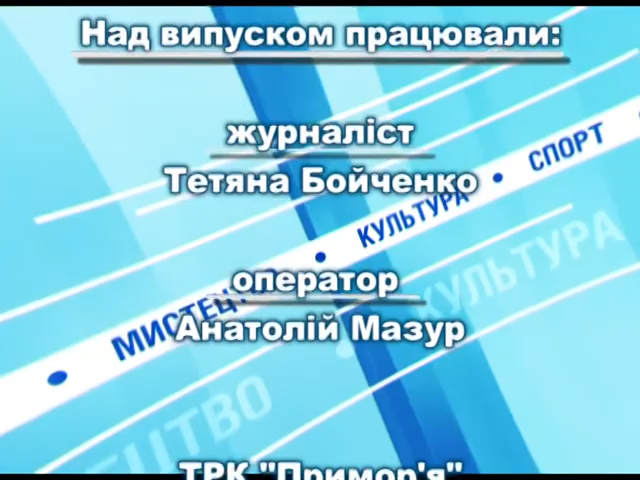 Над випуском працювали:
журналіст
Тетяна Бойченко
СПОРТ
КУЛЬТУРА
оператор
КУЛЬТУРА
Анатолій Мазур
ТРК "Примор'я"